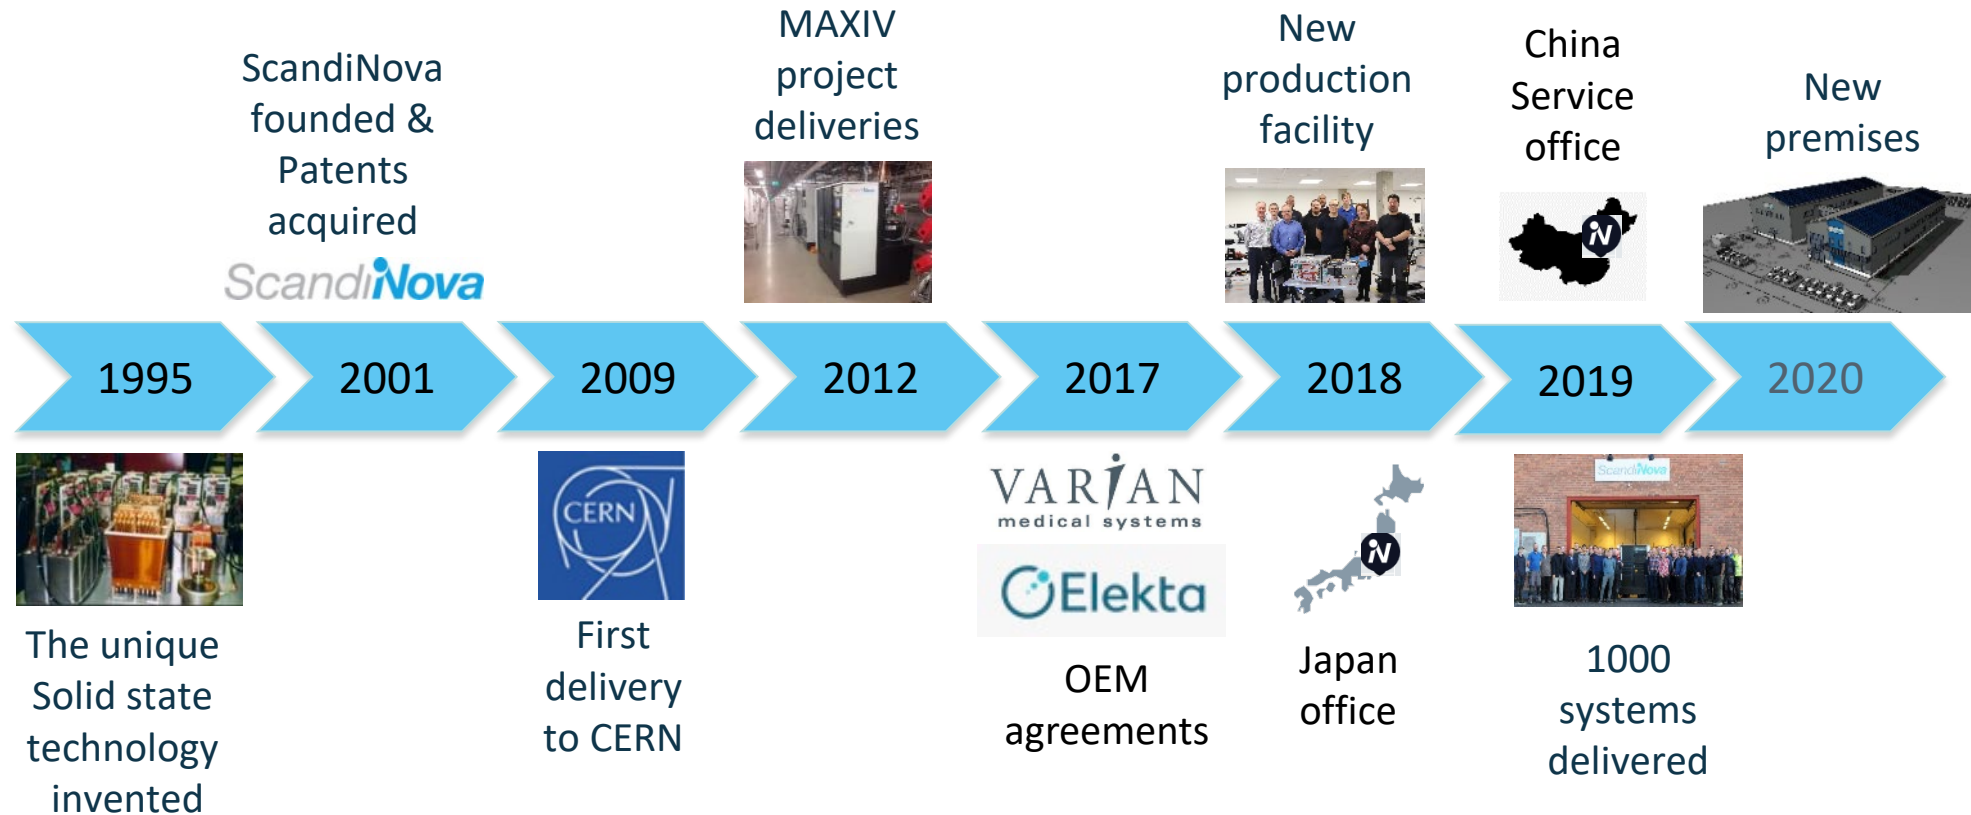 ScandiNova
founded &
Patents
acquired
ScandiNova
MAXIV
project
deliveries
New
production
facility
China
Service
office
iN
New
premises
1995
2001
2009
2012
2017
2018
2019
2020
The unique
Solid state
technology
invented
CERN
First
delivery
to CERN
VARIAN
medical systems
Elekta
OEM
agreements
iN
Japan
office
ScandiNova
1000
systems
delivered